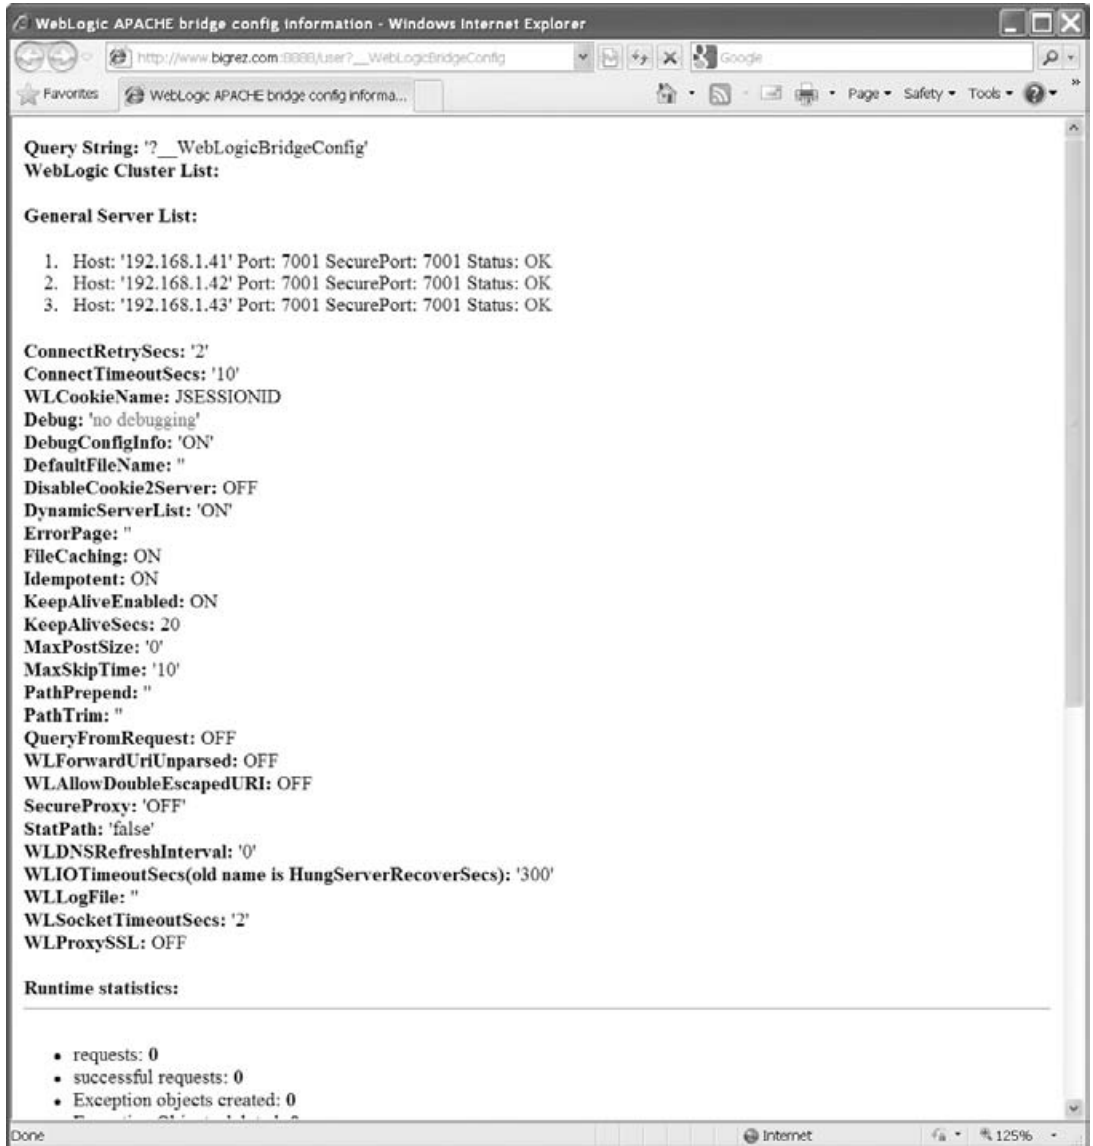 WebLogic APACHE bridge config information - Windows Internet Explorer
http://www.bigrez.com:8888/user?__WebLogicBridgeConfig
Google
Favorites
WebLogic APACHE bridge config informa...
Page
Safety
Tools
Query String: '?__WebLogicBridgeConfig'
WebLogic Cluster List:
General Server List:
1. Host: '192.168.1.41' Port: 7001 SecurePort: 7001 Status: OK
2. Host: '192.168.1.42' Port: 7001 SecurePort: 7001 Status: OK
3. Host: '192.168.1.43' Port: 7001 SecurePort: 7001 Status: OK
ConnectRetrySecs: '2'
ConnectTimeoutSecs: '10'
WLCookieName: JSESSIONID
Debug: 'no debugging'
DebugConfigInfo: 'ON'
DefaultFileName: ''
DisableCookie2Server: OFF
DynamicServerList: 'ON'
ErrorPage: ''
FileCaching: ON
Idempotent: ON
KeepAliveEnabled: ON
KeepAliveSecs: 20
MaxPostSize: '0'
MaxSkipTime: '10'
PathPrepend: ''
PathTrim: ''
QueryFromRequest: OFF
WLForwardUriUnparsed: OFF
WLAllowDoubleEscapedURI: OFF
SecureProxy: 'OFF'
StatPath: 'false'
WLDNSRefreshInterval: '0'
WLIOTimeoutSecs(old name is HungServerRecoverSecs): '300'
WLLogFile: ''
WLSocketTimeoutSecs: '2'
WLProxySSL: OFF
Runtime statistics:
• requests: 0
• successful requests: 0
• Exception objects created: 0
Done
Internet
125%